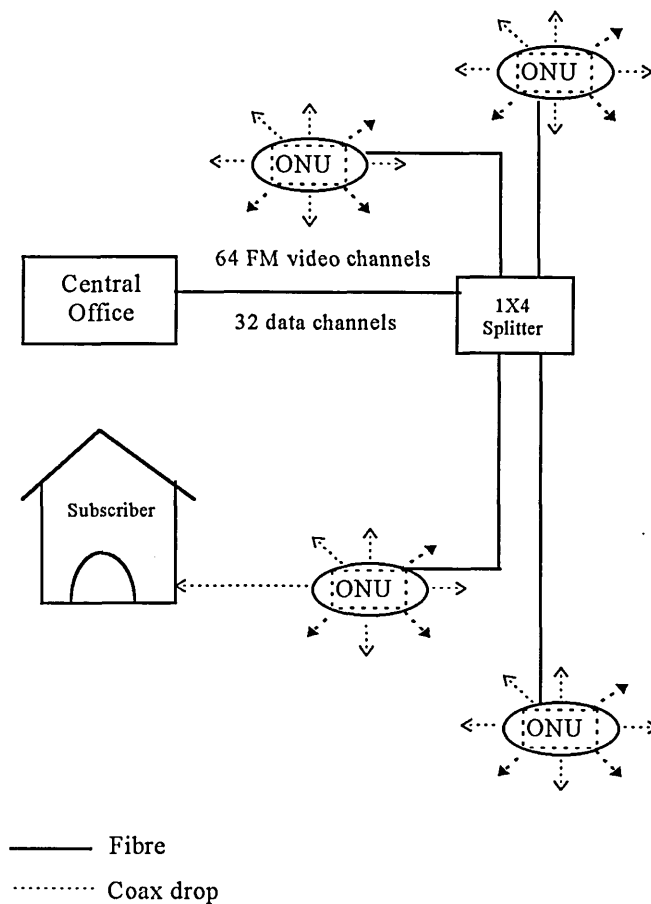 ONU
ONU
64 FM video channels
Central
Office
32 data channels
1X4
Splitter
Subscriber
ONU
ONU
Fibre
Coax drop